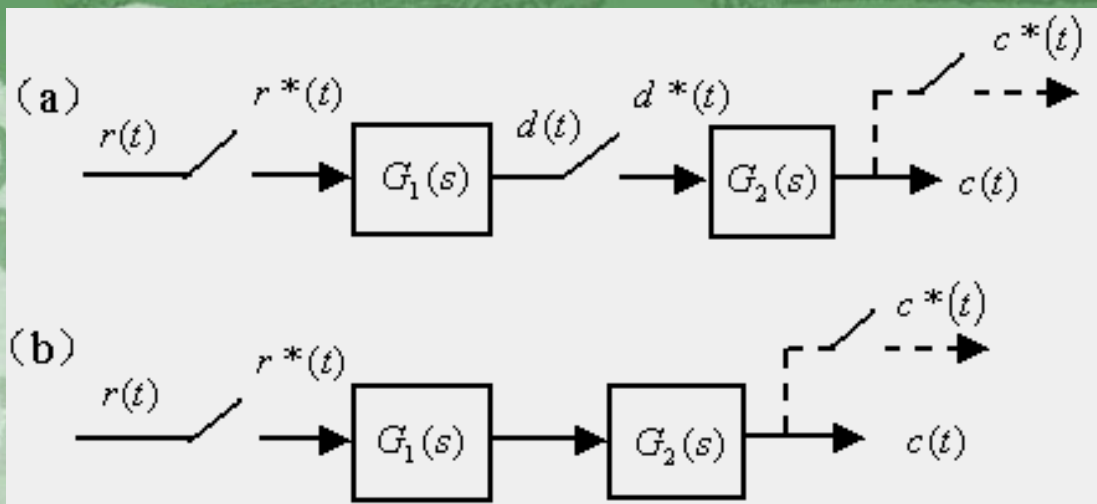 (a)
r(t)
r*(t)
G₁(s)
d(t)
d*(t)
G₂(s)
c*(t)
c(t)
(b)
r(t)
r*(t)
G₁(s)
G₂(s)
c*(t)
c(t)